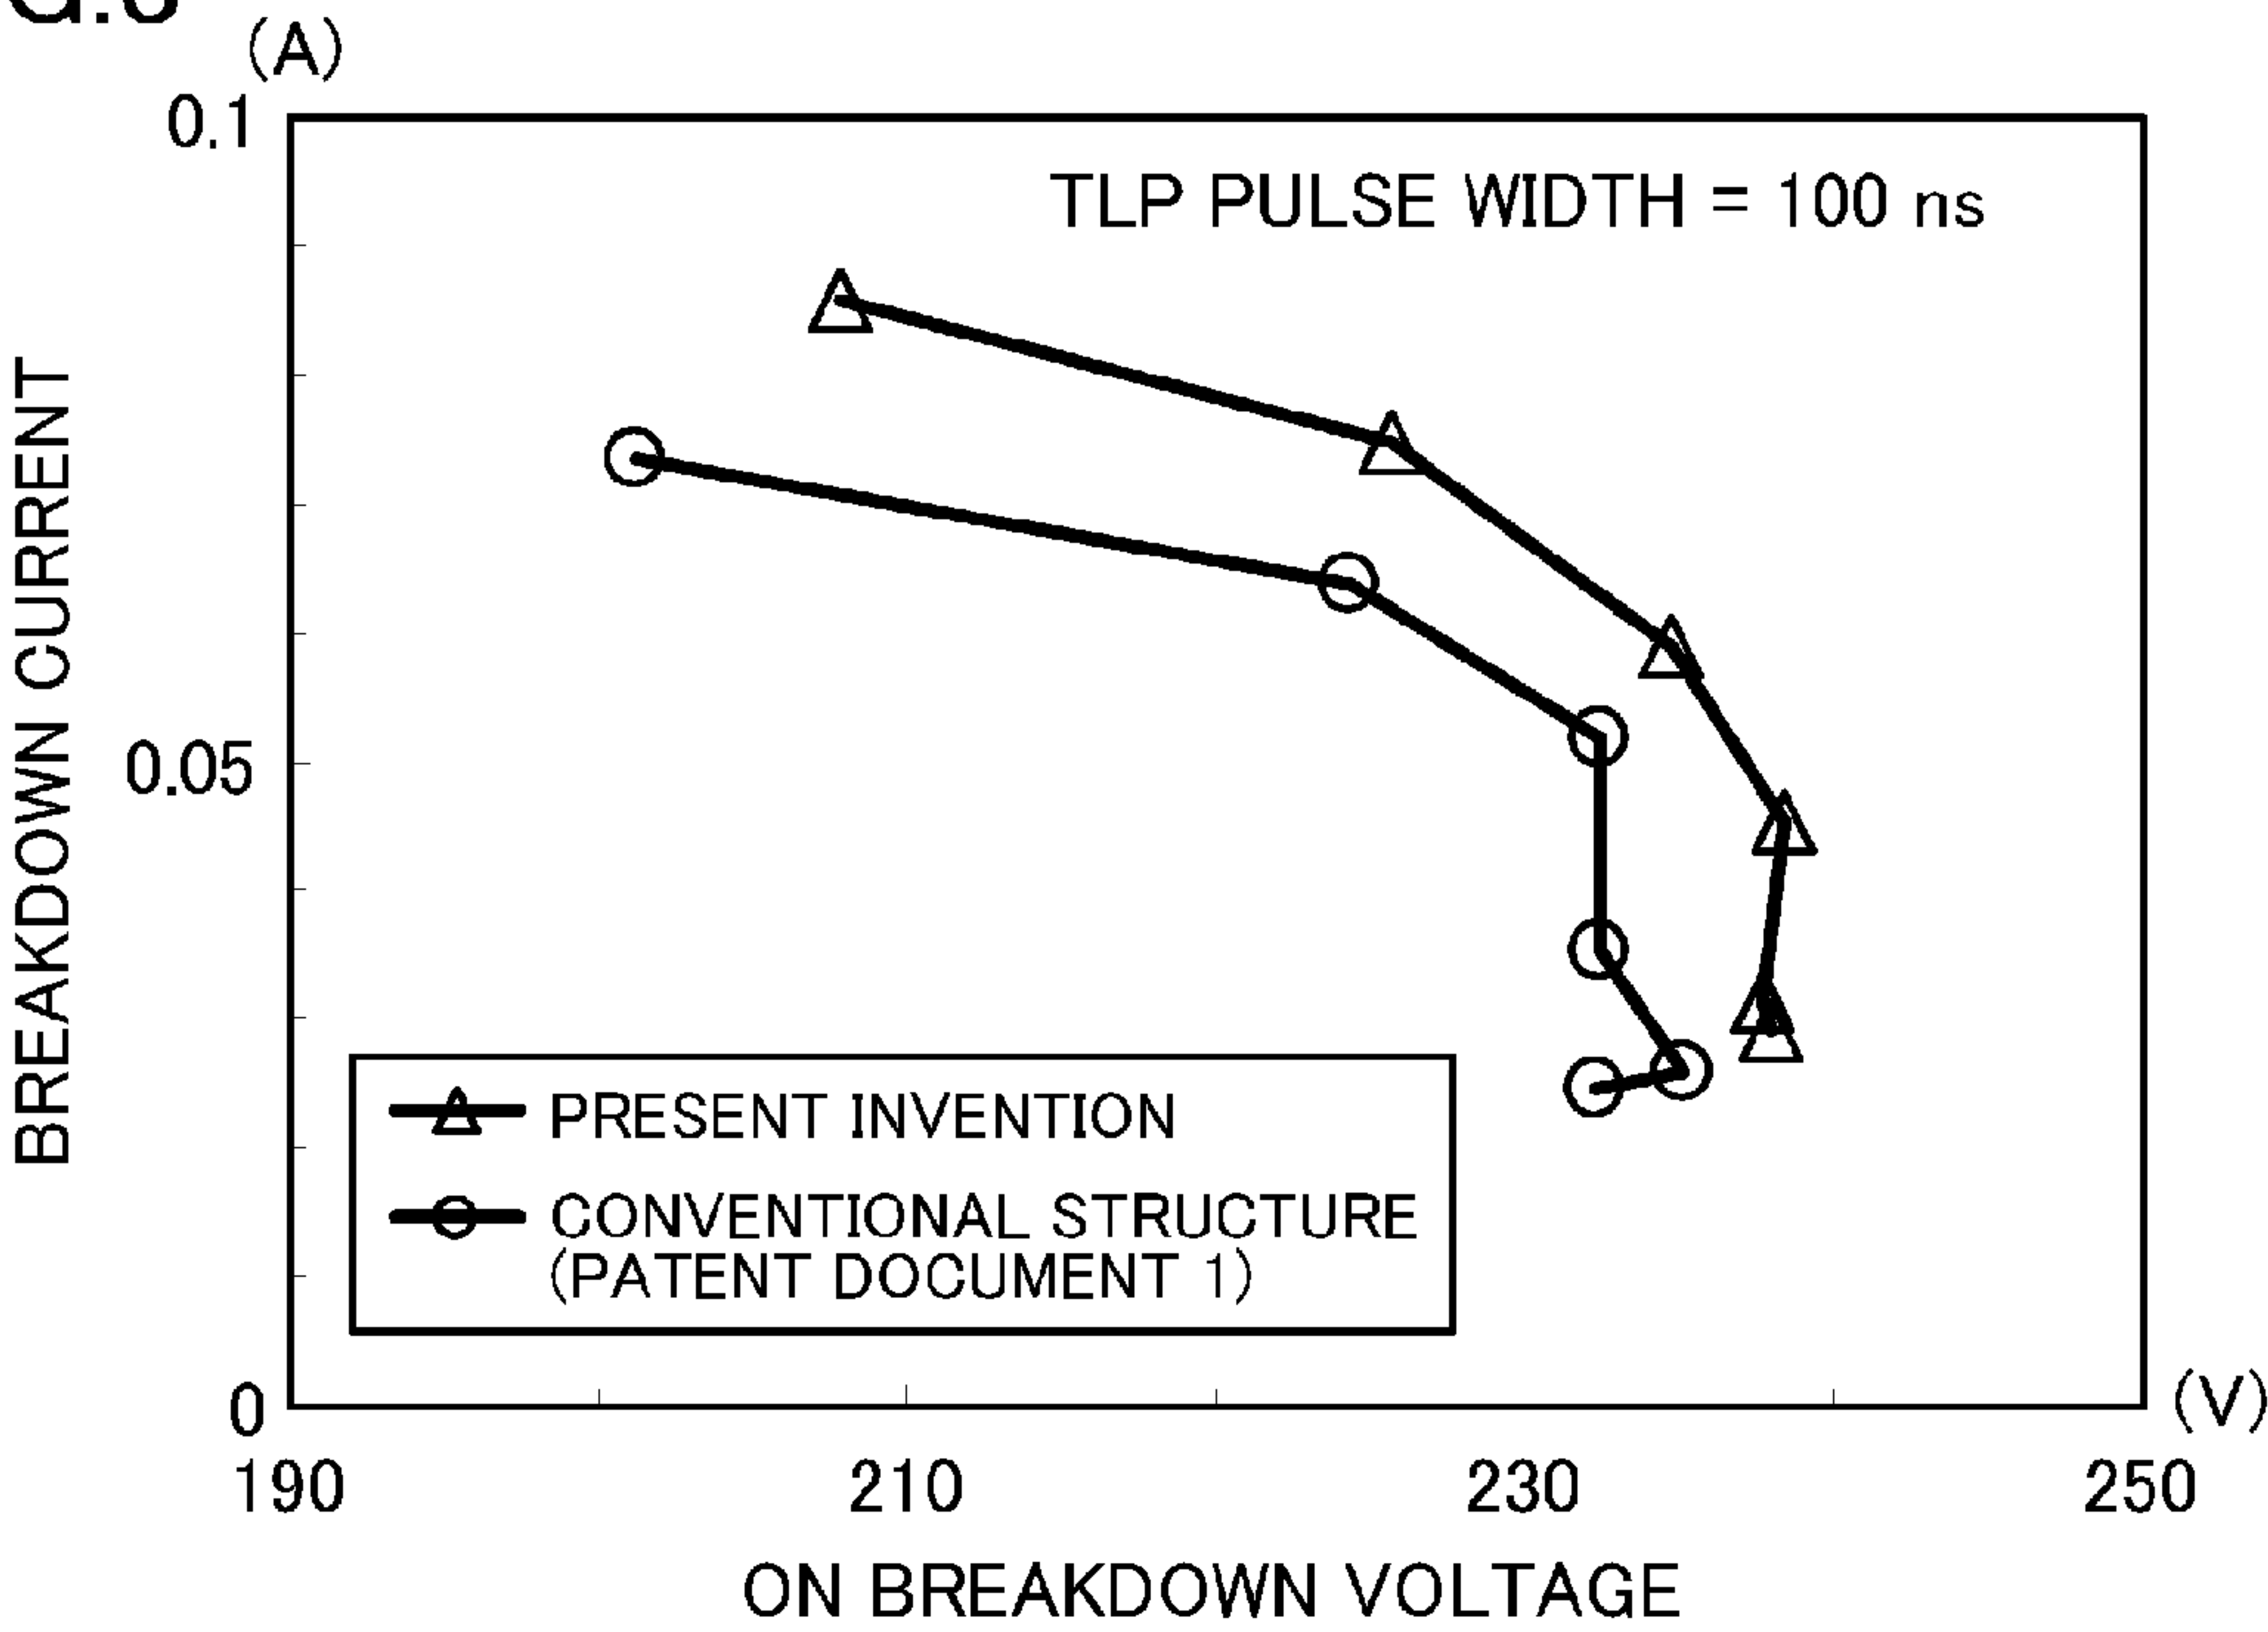 (A)
0.1
TLP PULSE WIDTH = 100 ns
BREAKDOWN CURRENT
0.05
PRESENT INVENTION
CONVENTIONAL STRUCTURE
(PATENT DOCUMENT 1)
0
(V)
190 210 230 250
ON BREAKDOWN VOLTAGE